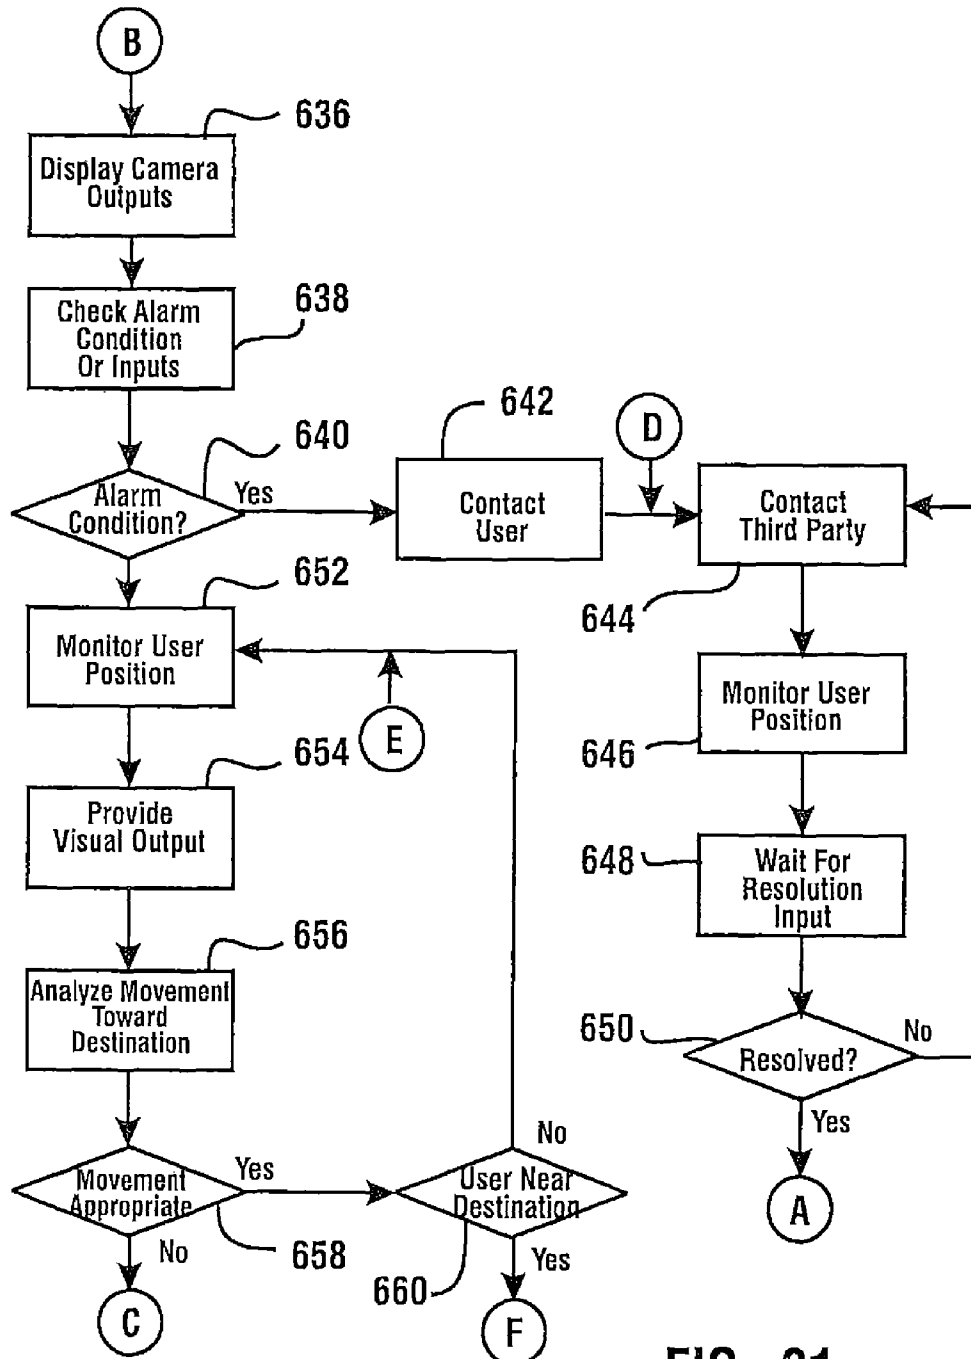 B
636
Display Camera
Outputs
638
Check Alarm
Condition
Or Inputs
640
Alarm
Condition?
Yes
642
Contact
User
D
Contact
Third Party
644
652
Monitor User
Position
E
Monitor User
Position
646
654
Provide
Visual Output
648
Wait For
Resolution
Input
656
Analyze Movement
Toward
Destination
650
Resolved?
No
Yes
A
Movement
Appropriate
Yes
658
No
C
User Near
Destination
No
660
Yes
F